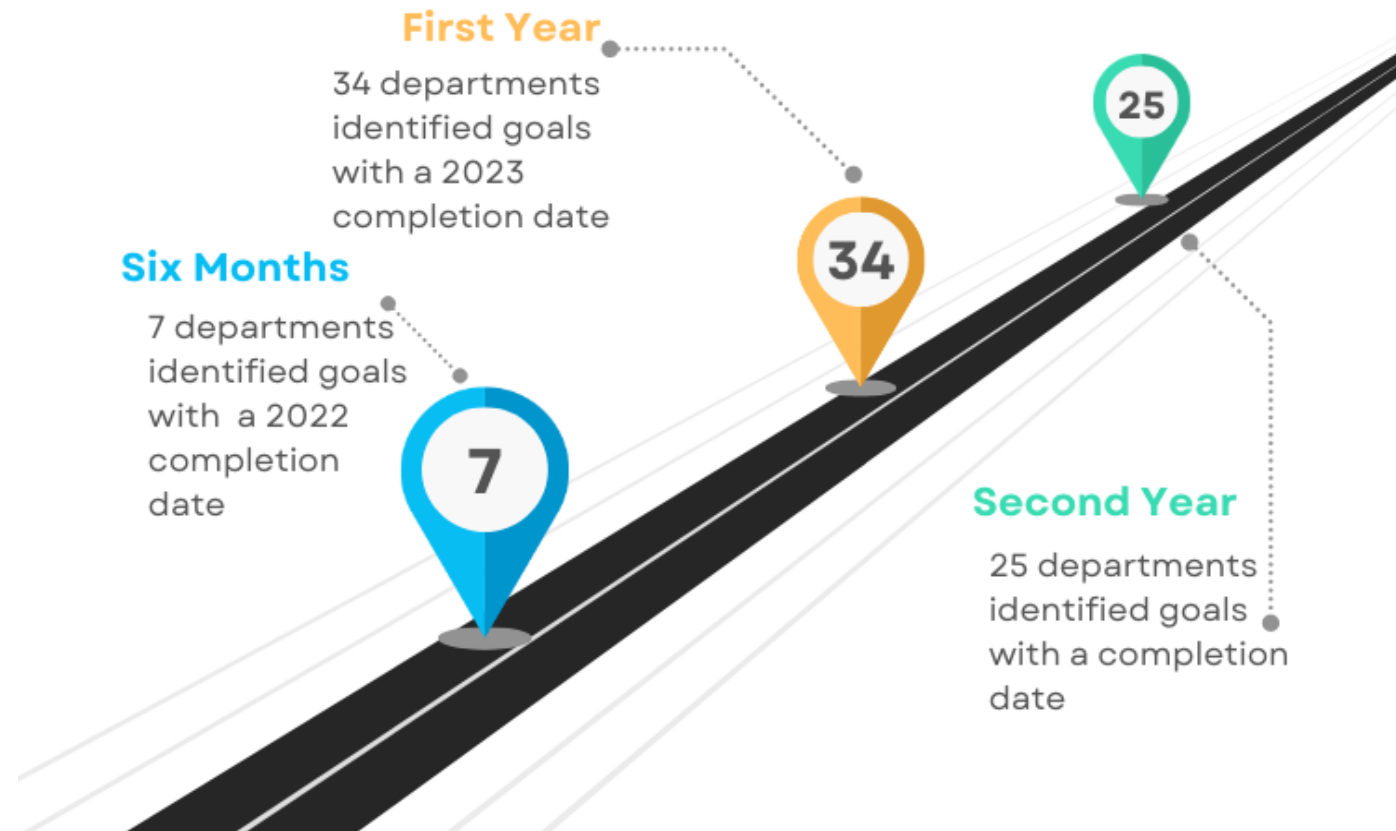 First Year
34 departments
identified goals
with a 2023
completion date
Six Months
7 departments
identified goals
with a 2022
completion
date
7
34
25
Second Year
25 departments
identified goals
with a completion
date